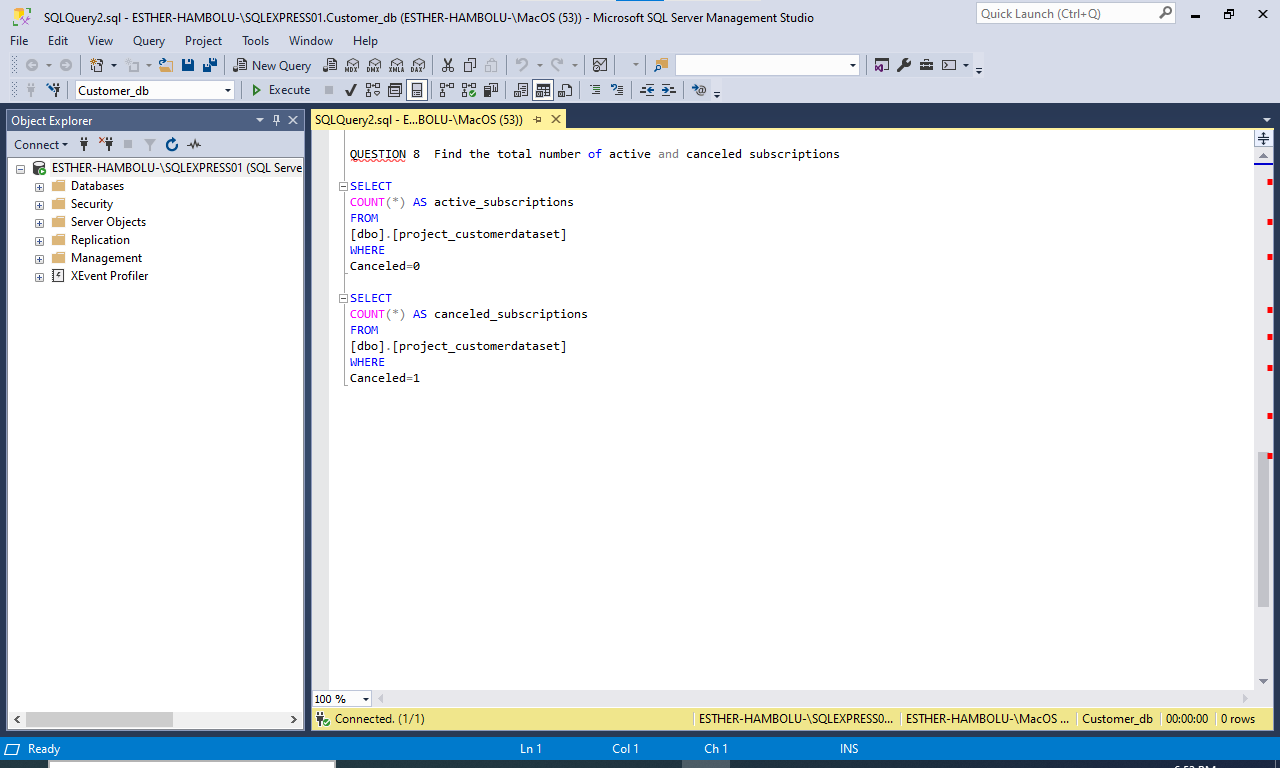 SQLQuery2.sql - ESTHER-HAMBOLU-\SQLEXPRESS01.Customer_db (ESTHER-HAMBOLU-\MacOS (53)) - Microsoft SQL Server Management Studio
Quick Launch (Ctrl+Q)
File Edit View Query Project Tools Window Help
New Query
MDX DMX XMLA DAX
Customer_db
Execute
Object Explorer
SQLQuery2.sql - E...BOLU-\MacOS (53))
Connect
ESTHER-HAMBOLU-\SQLEXPRESS01 (SQL Serve
Databases
Security
Server Objects
Replication
Management
XEvent Profiler
QUESTION 8  Find the total number of active and canceled subscriptions
SELECT
COUNT(*) AS active_subscriptions
FROM
[dbo].[project_customerdataset]
WHERE
Canceled=0
SELECT
COUNT(*) AS canceled_subscriptions
FROM
[dbo].[project_customerdataset]
WHERE
Canceled=1
100 %
Connected. (1/1)
ESTHER-HAMBOLU-\SQLEXPRESS0... ESTHER-HAMBOLU-\MacOS ... Customer_db 00:00:00 0 rows
Ready Ln 1 Col 1 Ch 1 INS